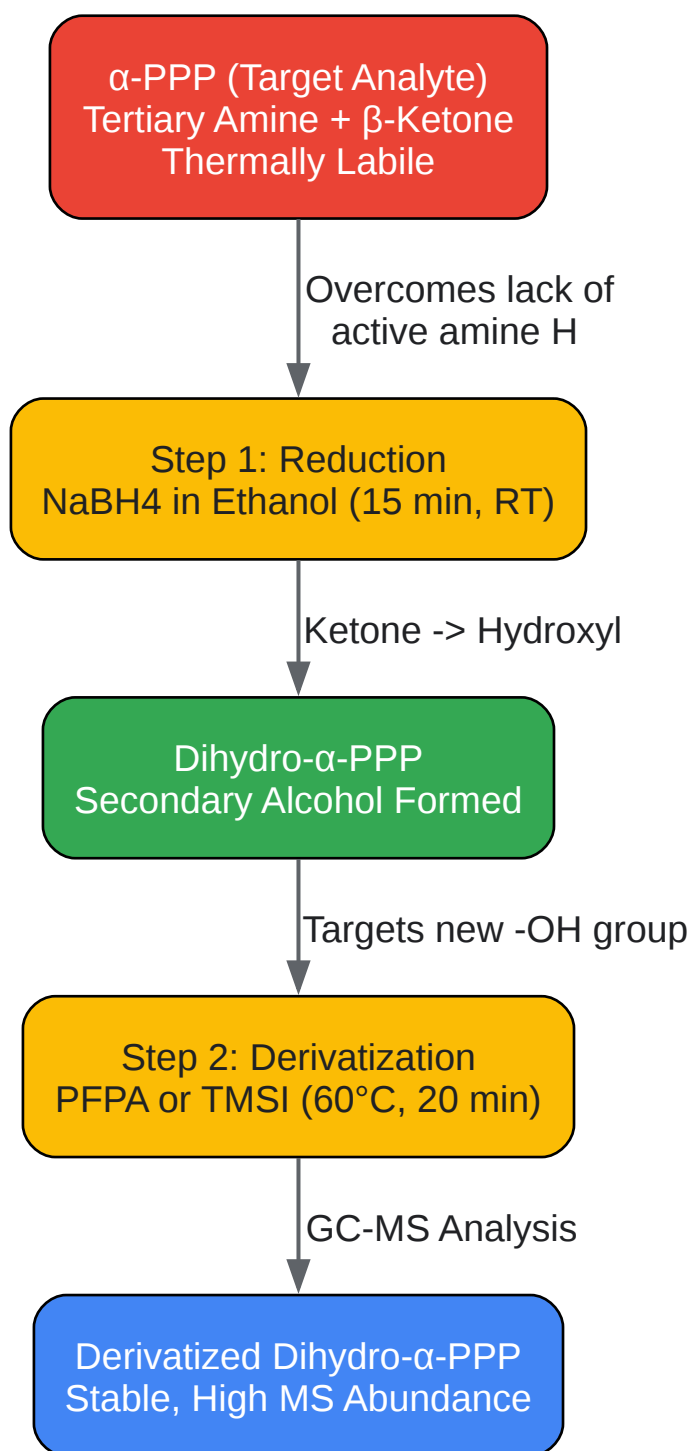 α-PPP (Target Analyte)
Tertiary Amine + β-Ketone
Thermally Labile
Overcomes lack of
active amine H
Step 1: Reduction
NaBH4 in Ethanol (15 min, RT)
Ketone -> Hydroxyl
Dihydro-α-PPP
Secondary Alcohol Formed
Targets new -OH group
Step 2: Derivatization
PFPA or TMSI (60°C, 20 min)
GC-MS Analysis
Derivatized Dihydro-α-PPP
Stable, High MS Abundance